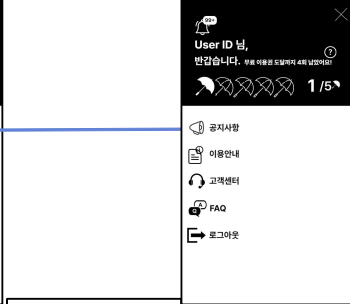 99+
User ID 님,
반갑습니다. 무료 이용권 도달까지 4회 남았어요!
?
1 /5
공지사항
이용안내
고객센터
Q A
FAQ
로그아웃